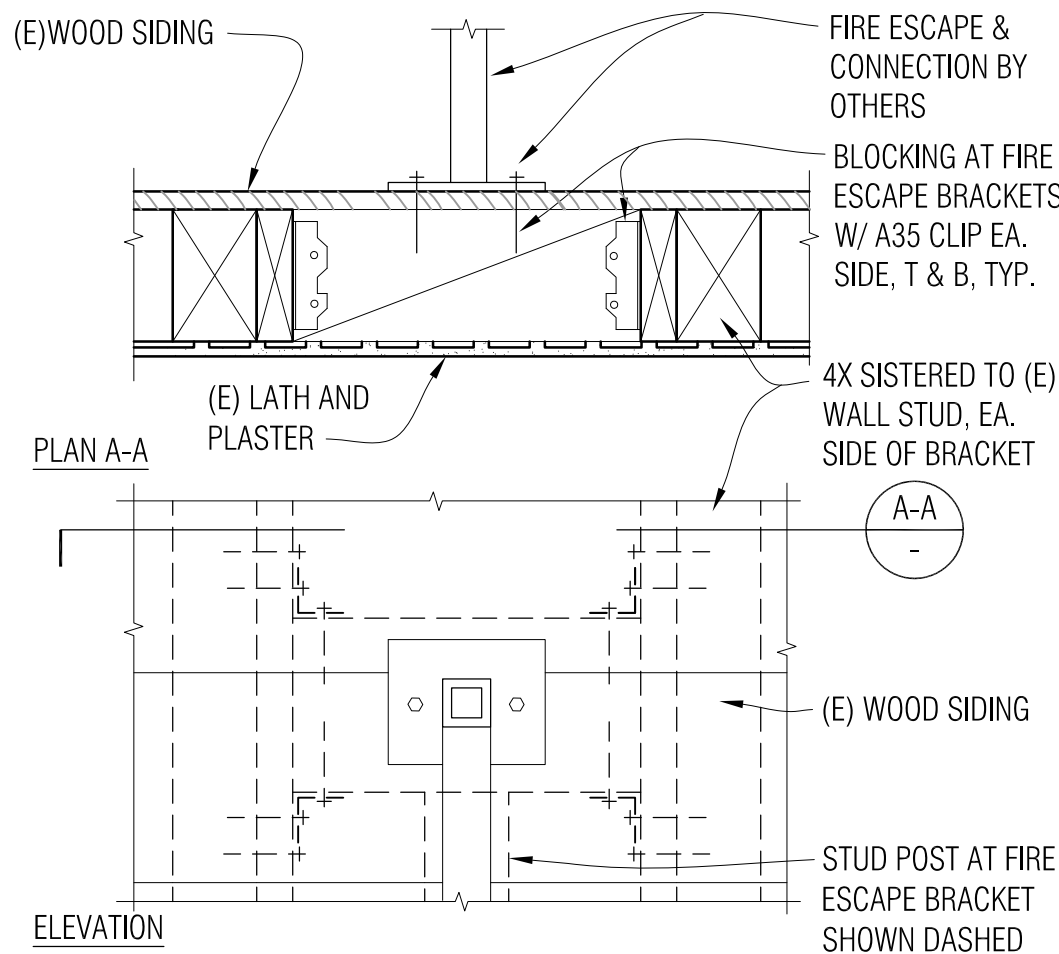 (E)WOOD SIDING
FIRE ESCAPE &
CONNECTION BY
OTHERS
BLOCKING AT FIRE
ESCAPE BRACKETS
W/ A35 CLIP EA.
SIDE, T & B, TYP.
(E) LATH AND
PLASTER
4X SISTERED TO (E)
WALL STUD, EA.
SIDE OF BRACKET
PLAN A-A
A-A
-
(E) WOOD SIDING
STUD POST AT FIRE
ESCAPE BRACKET
SHOWN DASHED
ELEVATION